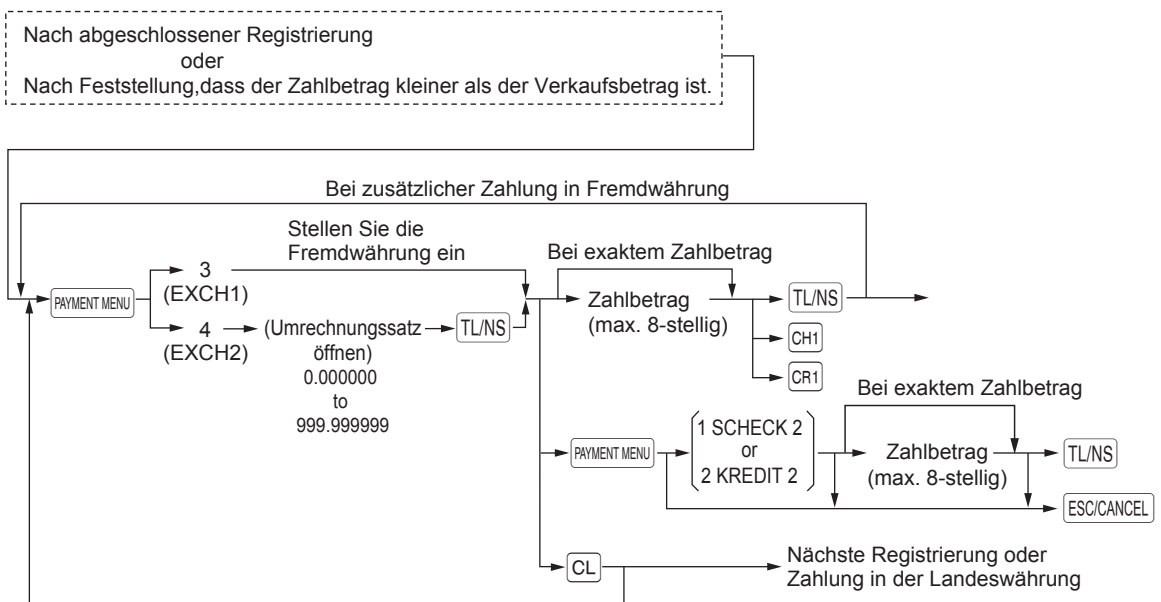 Nach abgeschlossener Registrierung
oder
Nach Feststellung,dass der Zahlbetrag kleiner als der Verkaufsbetrag ist.
Bei zusätzlicher Zahlung in Fremdwährung
Stellen Sie die
Fremdwährung ein
Bei exaktem Zahlbetrag
PAYMENT MENU
3
(EXCH1)
4
(EXCH2)
(Umrechnungssatz
öffnen)
0.000000
to
999.999999
TL/NS
Zahlbetrag
(max. 8-stellig)
TL/NS
CH1
CR1
Bei exaktem Zahlbetrag
PAYMENT MENU
1 SCHECK 2
or
2 KREDIT 2
Zahlbetrag
(max. 8-stellig)
TL/NS
ESC/CANCEL
CL
Nächste Registrierung oder
Zahlung in der Landeswährung